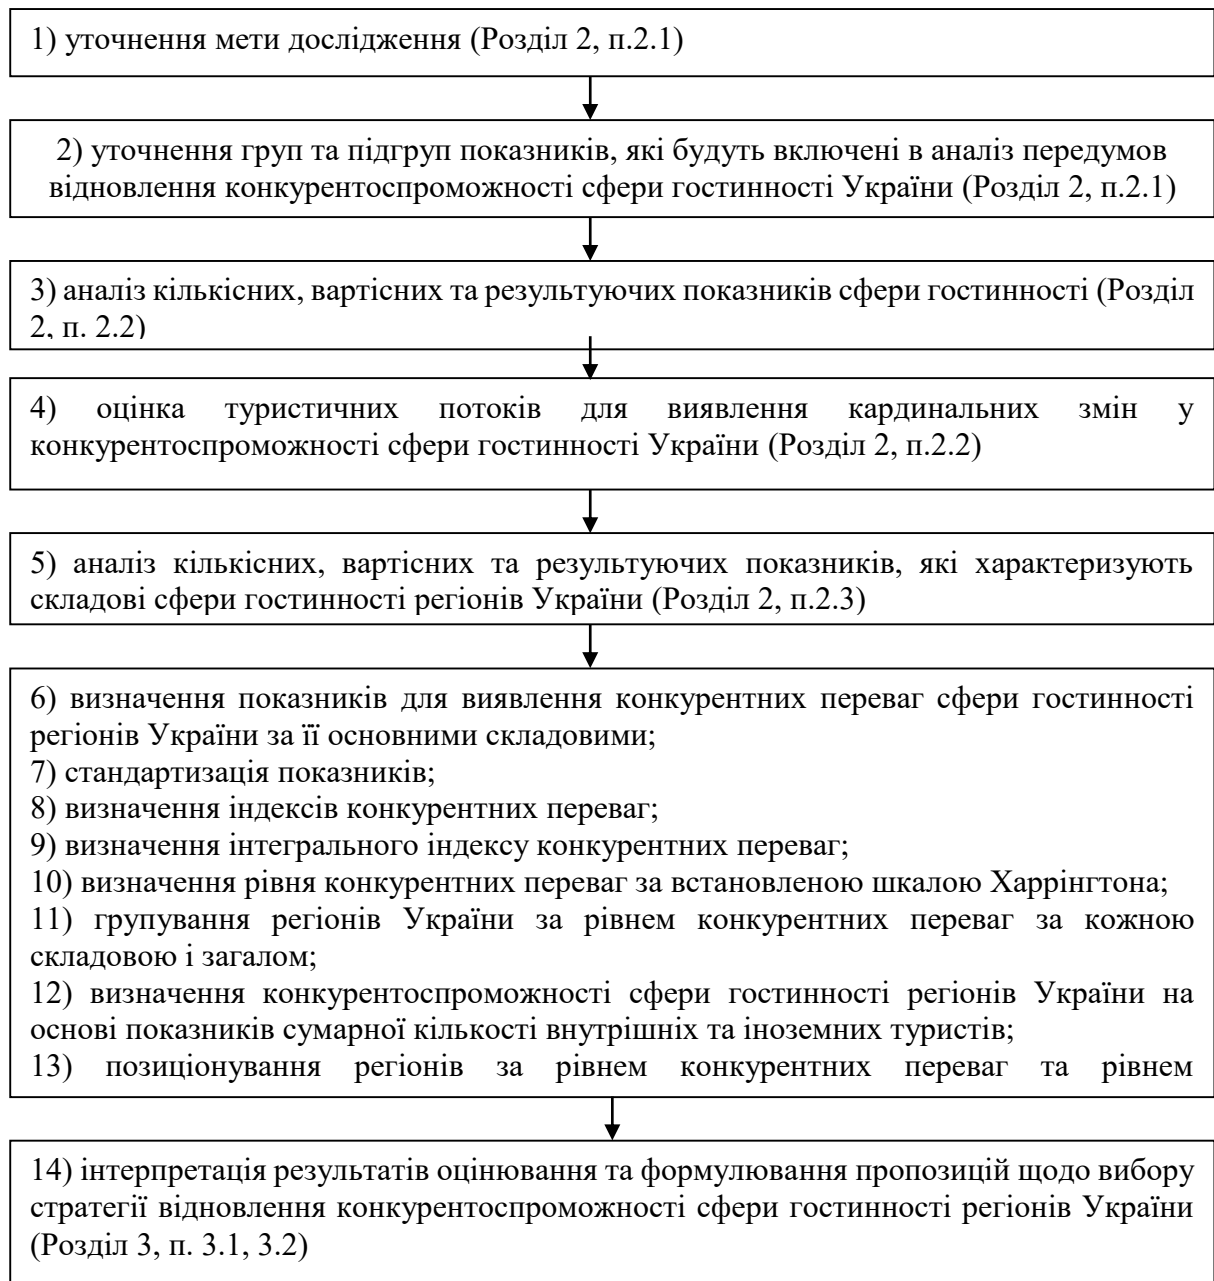 1) уточнення мети дослідження (Розділ 2, п.2.1)
2) уточнення груп та підгруп показників, які будуть включені в аналіз передумов
відновлення конкурентоспроможності сфери гостинності України (Розділ 2, п.2.1)
3) аналіз кількісних, вартісних та результуючих показників сфери гостинності (Розділ
2, п. 2.2)
4) оцінка туристичних потоків для виявлення кардинальних змін у
конкурентоспроможності сфери гостинності України (Розділ 2, п.2.2)
5) аналіз кількісних, вартісних та результуючих показників, які характеризують
складові сфери гостинності регіонів України (Розділ 2, п.2.3)
6) визначення показників для виявлення конкурентних переваг сфери гостинності
регіонів України за її основними складовими;
7) стандартизація показників;
8) визначення індексів конкурентних переваг;
9) визначення інтегрального індексу конкурентних переваг;
10) визначення рівня конкурентних переваг за встановленою шкалою Харрінгтона;
11) групування регіонів України за рівнем конкурентних переваг за кожною
складовою і загалом;
12) визначення конкурентоспроможності сфери гостинності регіонів України на
основі показників сумарної кількості внутрішніх та іноземних туристів;
13) позиціонування регіонів за рівнем конкурентних переваг та рівнем
14) інтерпретація результатів оцінювання та формулювання пропозицій щодо вибору
стратегії відновлення конкурентоспроможності сфери гостинності регіонів України
(Розділ 3, п. 3.1, 3.2)